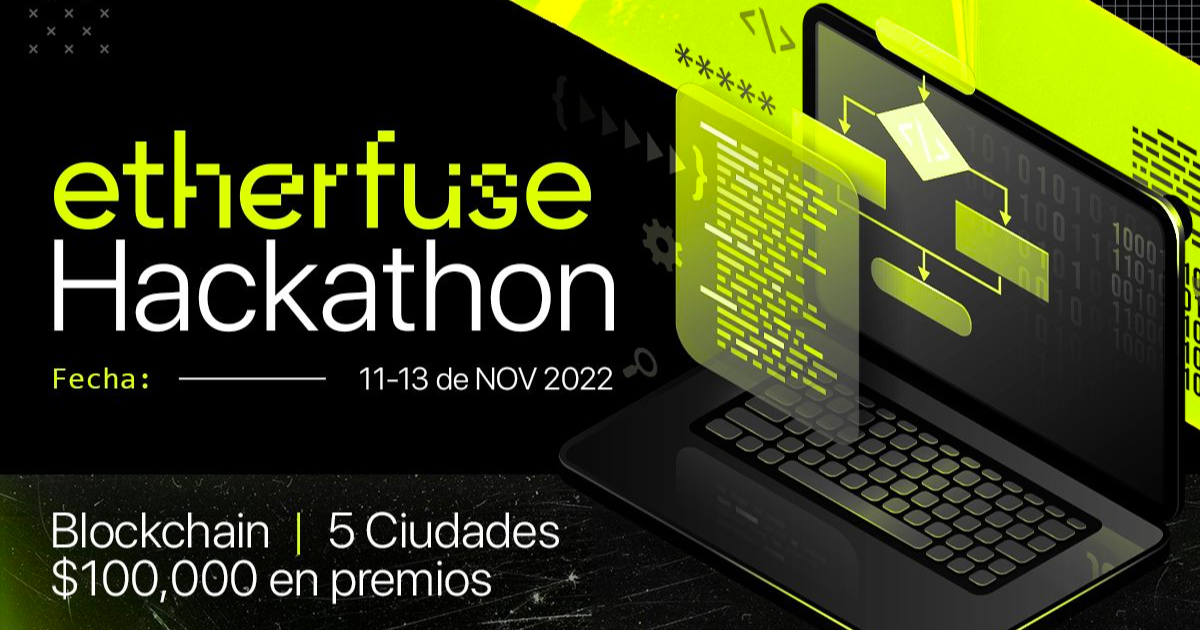 etherfuse
Hackathon
Fecha: 11-13 de NOV 2022
Blockchain | 5 Ciudades
$100,000 en premios